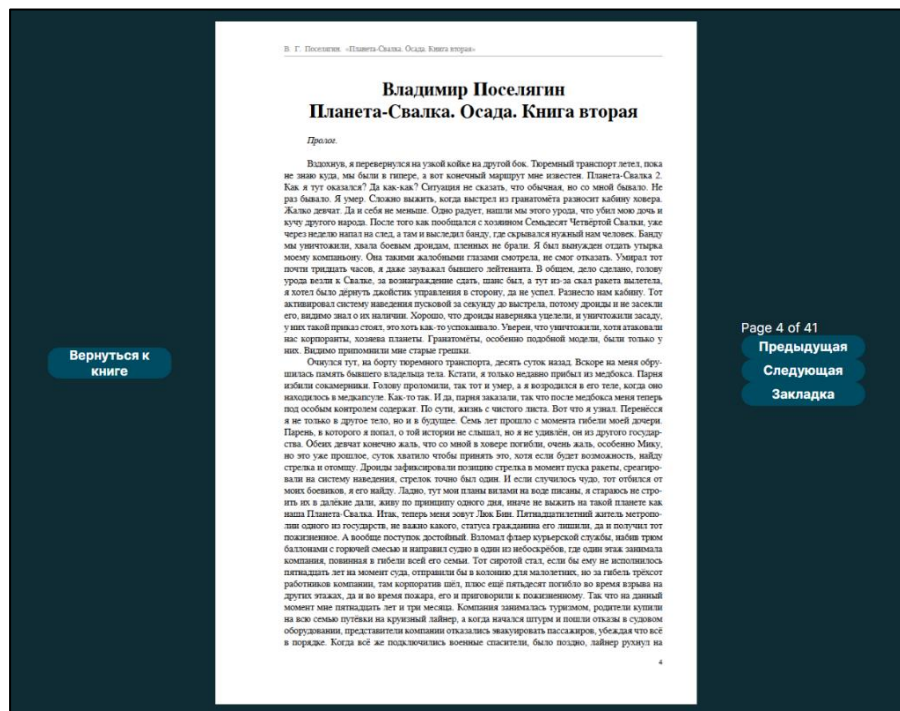 В. Г. Поселягин. «Планета-Свалка. Осада. Книга вторая»
Владимир Поселягин
Планета-Свалка. Осада. Книга вторая
Пролог.
Вздохнув, я перевернулся на узкой койке на другой бок. Тюремный транспорт летел, пока
не знаю куда, мы были в гипере, а вот конечный маршрут мне известен. Планета-Свалка 2.
Как я тут оказался? Да как-как? Ситуация не сказать, что обычная, но со мной бывало. Не
раз бывало. Я умер. Сложно выжить, когда выстрел из гранатомёта разносит кабину ховера.
Жалко девчат. Да и себя не меньше. Одно радует, нашли мы этого урода, что убил мою дочь и
кучу другого народа. После того как пообщался с хозяином Семьдесят Четвёртой Свалки, уже
через неделю напал на след, а там и выследил банду, где скрывался нужный нам человек. Банду
мы уничтожили, хвала боевым дроидам, пленных не брали. Я был вынужден отдать утырка
моему компаньону. Она такими жалобными глазами смотрела, не смог отказать. Умирал тот
почти тридцать часов, я даже зауважал бывшего лейтенанта. В общем, дело сделано, голову
урода везли к Свалке, за вознаграждение сдать, шанс был, а тут из-за скал ракета вылетела,
я хотел было дёрнуть джойстик управления в сторону, да не успел. Разнесло нам кабину. Тот
активировал систему наведения пусковой за секунду до выстрела, потому дроиды и не засекли
его, видимо знал о их наличии. Хорошо, что дроиды наверняка уцелели, и уничтожили засаду,
у них такой приказ стоял, это хоть как-то успокаивало. Уверен, что уничтожили, хотя атаковали
нас корпоранты, хозяева планеты. Гранатомёты, особенно подобной модели, были только у
них. Видимо припомнили мне старые грешки.
Очнулся тут, на борту тюремного транспорта, десять суток назад. Вскоре на меня обру-
шилась память бывшего владельца тела. Кстати, я только недавно прибыл из медбокса. Парня
избили сокамерники. Голову проломили, так тот и умер, а я возродился в его теле, когда оно
находилось в медкапсуле. Как-то так. И да, парня заказали, так что после медбокса меня теперь
под особым контролем содержат. По сути, жизнь с чистого листа. Вот что я узнал. Перенёсся
я не только в другое тело, но и в будущее. Семь лет прошло с момента гибели моей дочери.
Парень, в которого я попал, о той истории не слышал, но я не удивлён, он из другого государ-
ства. Обеих девчат конечно жаль, что со мной в ховере погибли, очень жаль, особенно Мику,
но это уже прошлое, суток хватило чтобы принять это, хотя если будет возможность, найду
стрелка и отомщу. Дроиды зафиксировали позицию стрелка в момент пуска ракеты, среагиро-
вали на систему наведения, стрелок точно был один. И если случилось чудо, тот отбился от
моих боевиков, я его найду. Ладно, тут мои планы вилами на воде писаны, я стараюсь не стро-
ить их в далёкие дали, живу по принципу одного дня, иначе не выжить на такой планете как
наша Планета-Свалка. Итак, теперь меня зовут Люк Бин. Пятнадцатилетний житель метропо-
лии одного из государств, не важно какого, статуса гражданина его лишили, да и получил тот
пожизненное. А вообще поступок достойный. Взломал флаер курьерской службы, набив трюм
баллонами с горючей смесью и направил судно в один из небоскрёбов, где один этаж занимала
компания, повинная в гибели всей его семьи. Тот сиротой стал, если бы ему не исполнилось
пятнадцать лет на момент суда, отправили бы в колонию для малолетних, но за гибель трёхсот
работников компании, там корпоратив шёл, плюс ещё пятьдесят погибло во время взрыва на
других этажах, да и во время пожара, его и приговорили к пожизненному. Так что на данный
момент мне пятнадцать лет и три месяца. Компания занималась туризмом, родители купили
на всю семью путёвки на круизный лайнер, а когда начался штурм и пошли отказы в судовом
оборудовании, представители компании отказались эвакуировать пассажиров, убеждая что всё
в порядке. Когда всё же подключились военные спасители, было поздно, лайнер рухнул на
4
Вернуться к
книге
Page 4 of 41
Предыдущая
Следующая
Закладка